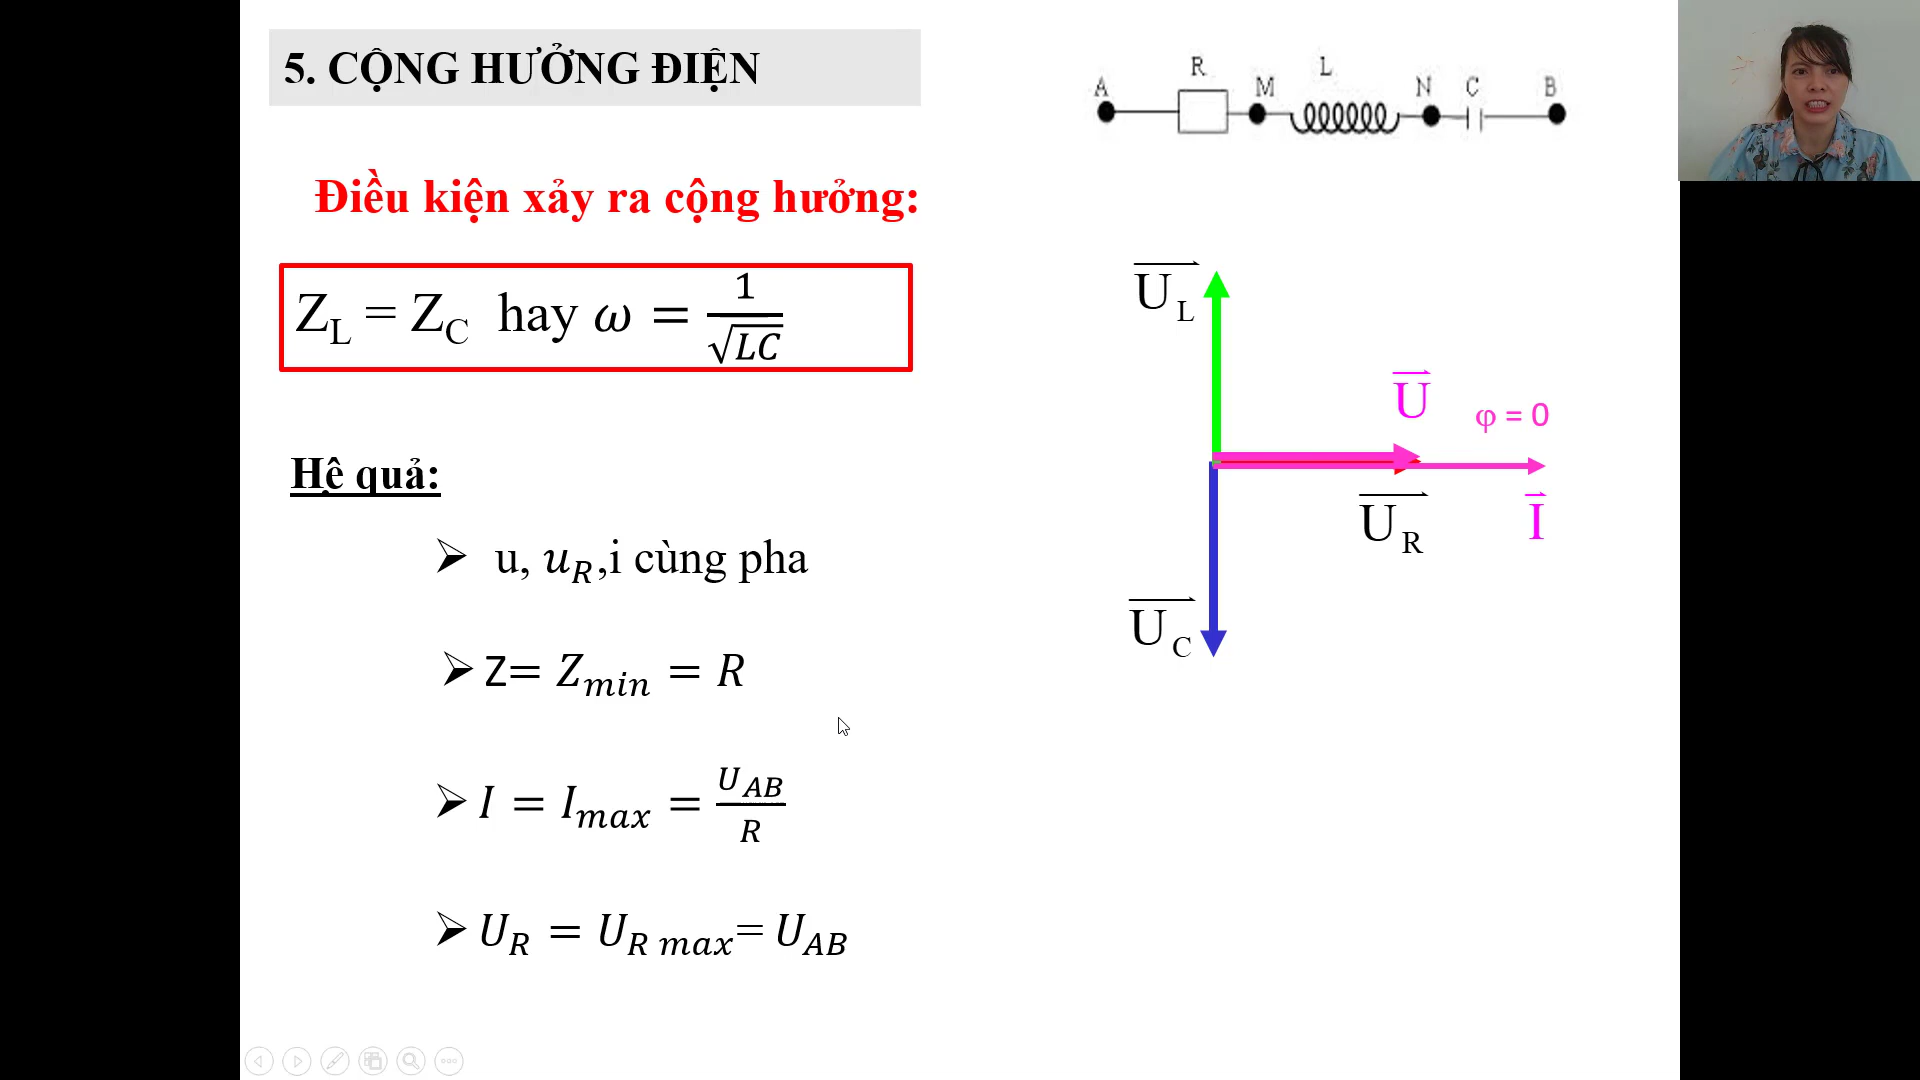 5. CỘNG HƯỞNG ĐIỆN
A R M L N C B
Điều kiện xảy ra cộng hưởng:
Z_L = Z_C hay ω = 1/√LC
U_L
U φ = 0
Hệ quả:
U_R I
u, u_R,i cùng pha
U_C
Z= Z_min = R
I = I_max = U_AB/R
U_R = U_R max= U_AB